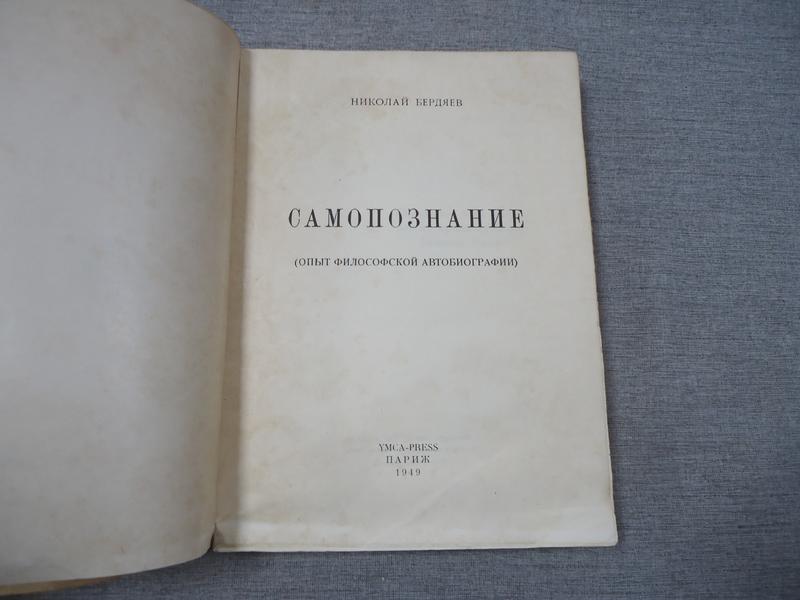 НИКОЛАЙ БЕРДЯЕВ
САМОПОЗНАНИЕ
(ОПЫТ ФИЛОСОФСКОЙ АВТОБИОГРАФИИ)
YMCA-PRESS
ПАРИЖ
1949